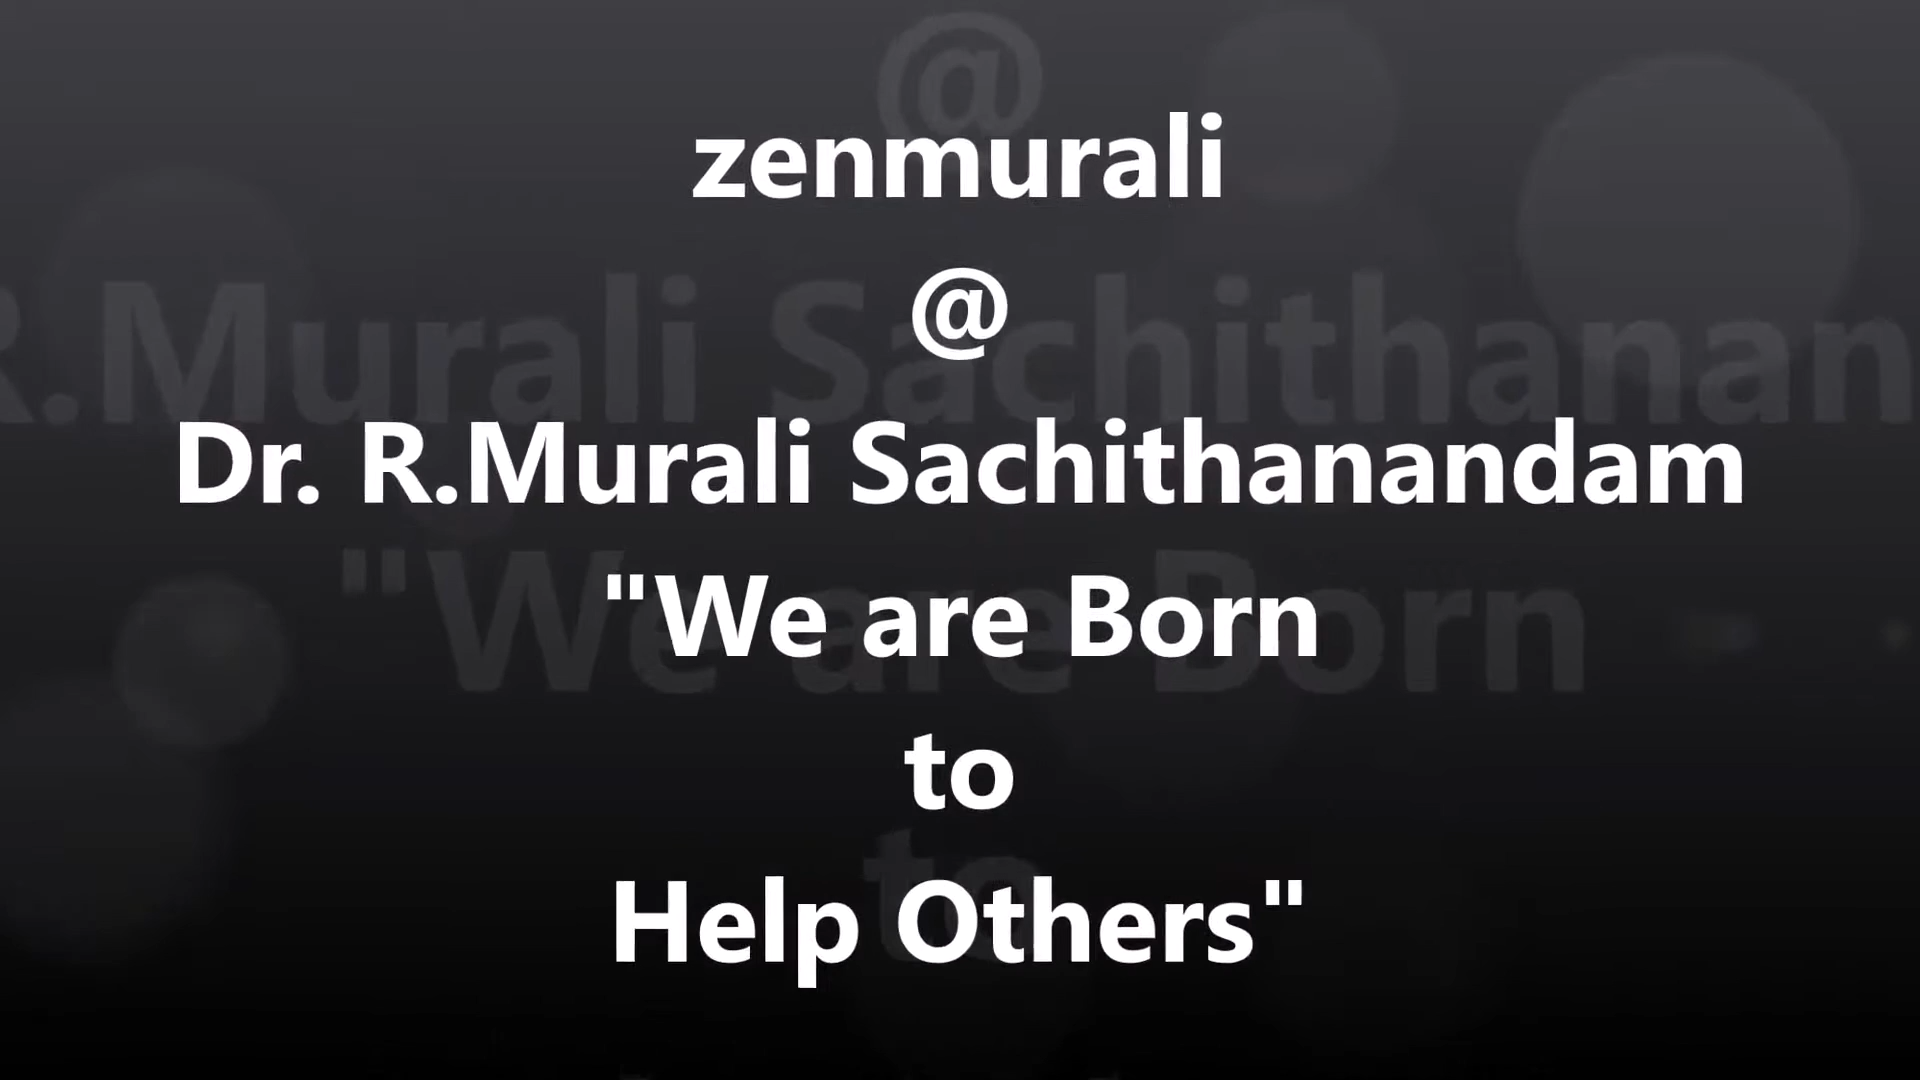 zenmurali
@
Dr. R.Murali Sachithanandam
"We are Born
to
Help Others"